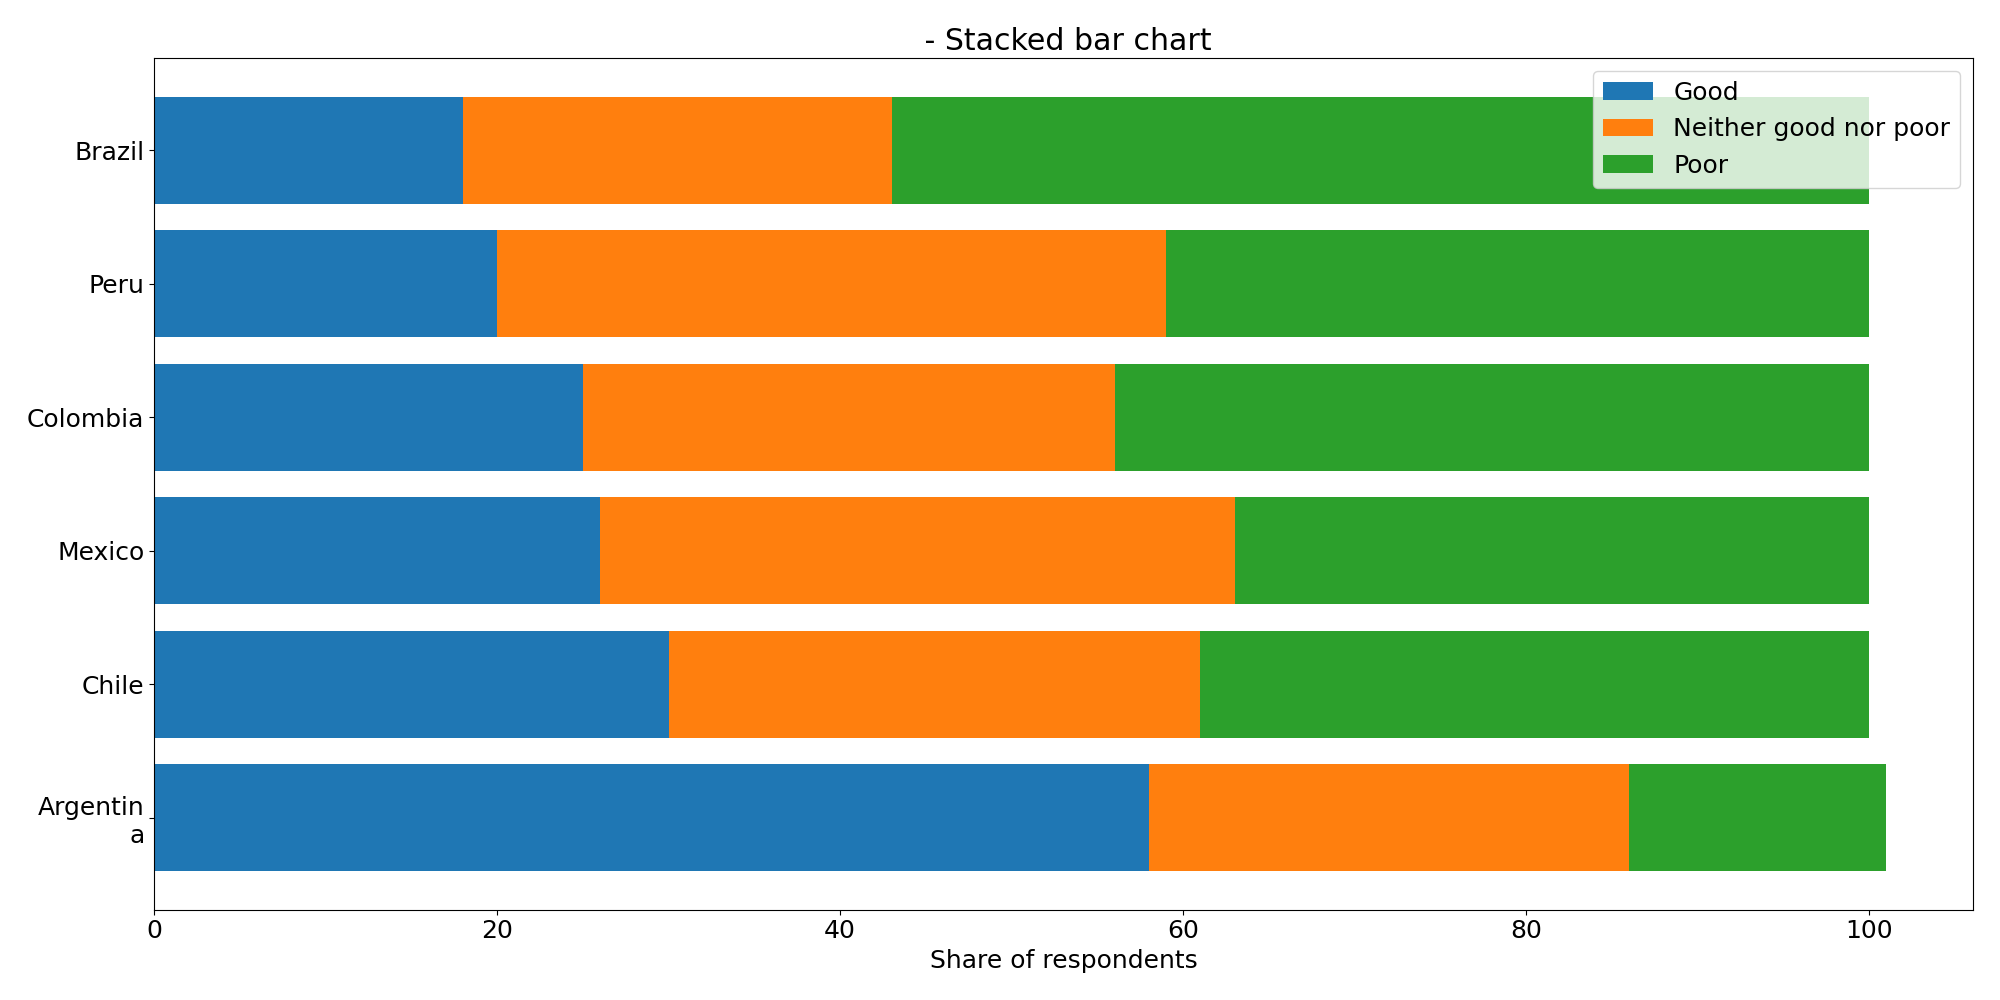 - Stacked bar chart
Good
Neither good nor poor
Poor
Brazil
Peru
Colombia
Mexico
Chile
Argentin
a
0 20 40 60 80 100
Share of respondents